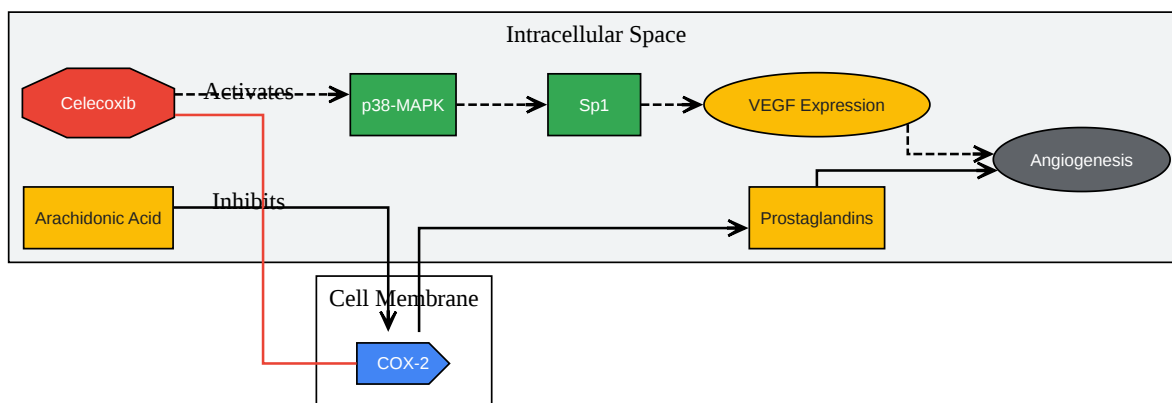 Intracellular Space
Celecoxib
Activates
p38-MAPK
Sp1
VEGF Expression
Angiogenesis
Arachidonic Acid
Inhibits
Prostaglandins
Cell Membrane
COX-2